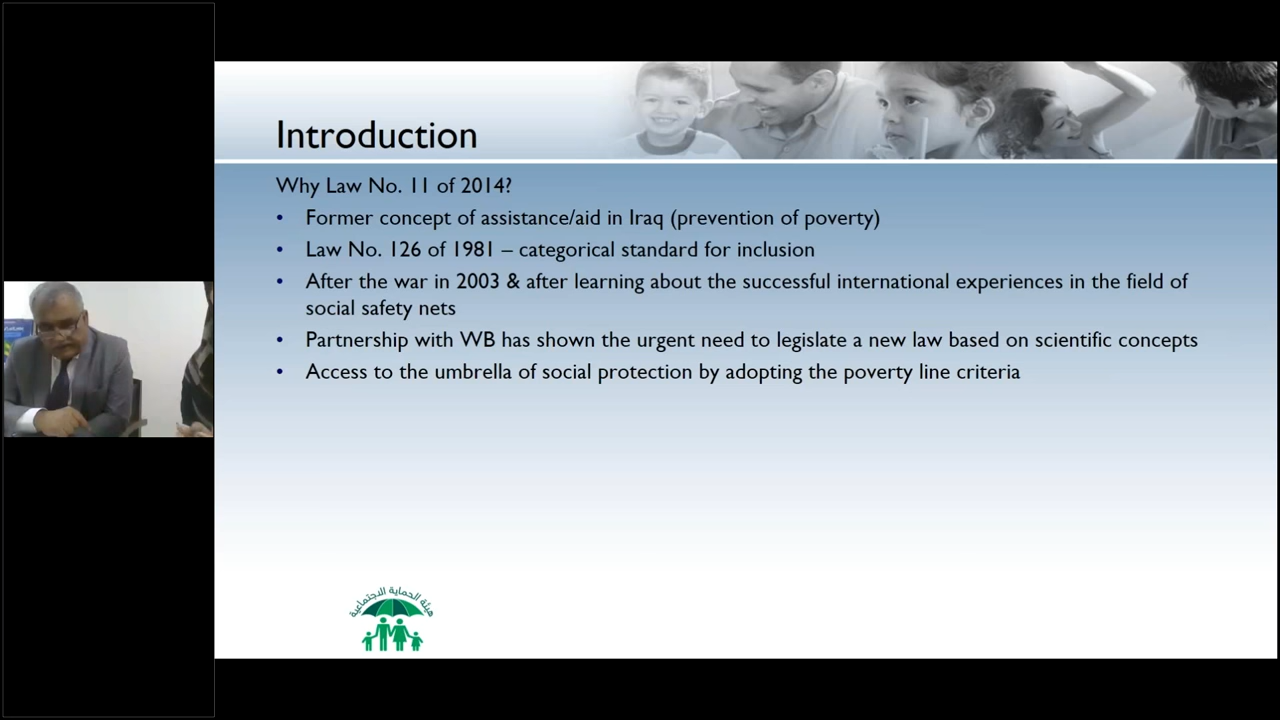 Introduction
Why Law No. 11 of 2014?
• Former concept of assistance/aid in Iraq (prevention of poverty)
• Law No. 126 of 1981 – categorical standard for inclusion
• After the war in 2003 & after learning about the successful international experiences in the field of
social safety nets
• Partnership with WB has shown the urgent need to legislate a new law based on scientific concepts
• Access to the umbrella of social protection by adopting the poverty line criteria
هيئة الحماية الاجتماعية